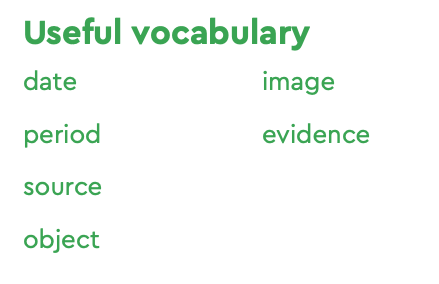 Useful vocabulary
date
period
source
object
image
evidence